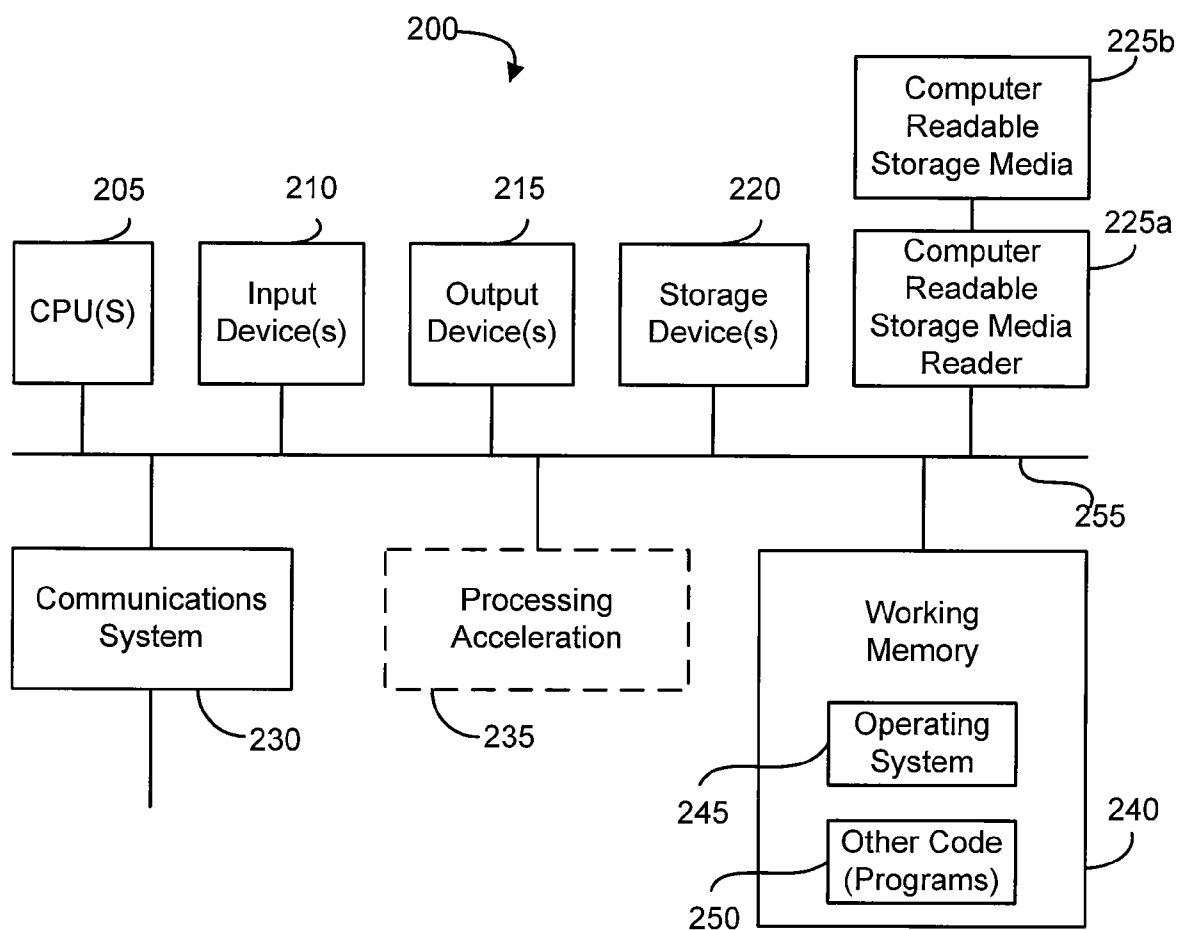 200
225b
Computer
Readable
Storage Media
205
210
215
220
225a
CPU(S)
Input
Device(s)
Output
Device(s)
Storage
Device(s)
Computer
Readable
Storage Media
Reader
255
Communications
System
230
Processing
Acceleration
235
Working
Memory
Operating
System
245
240
Other Code
(Programs)
250